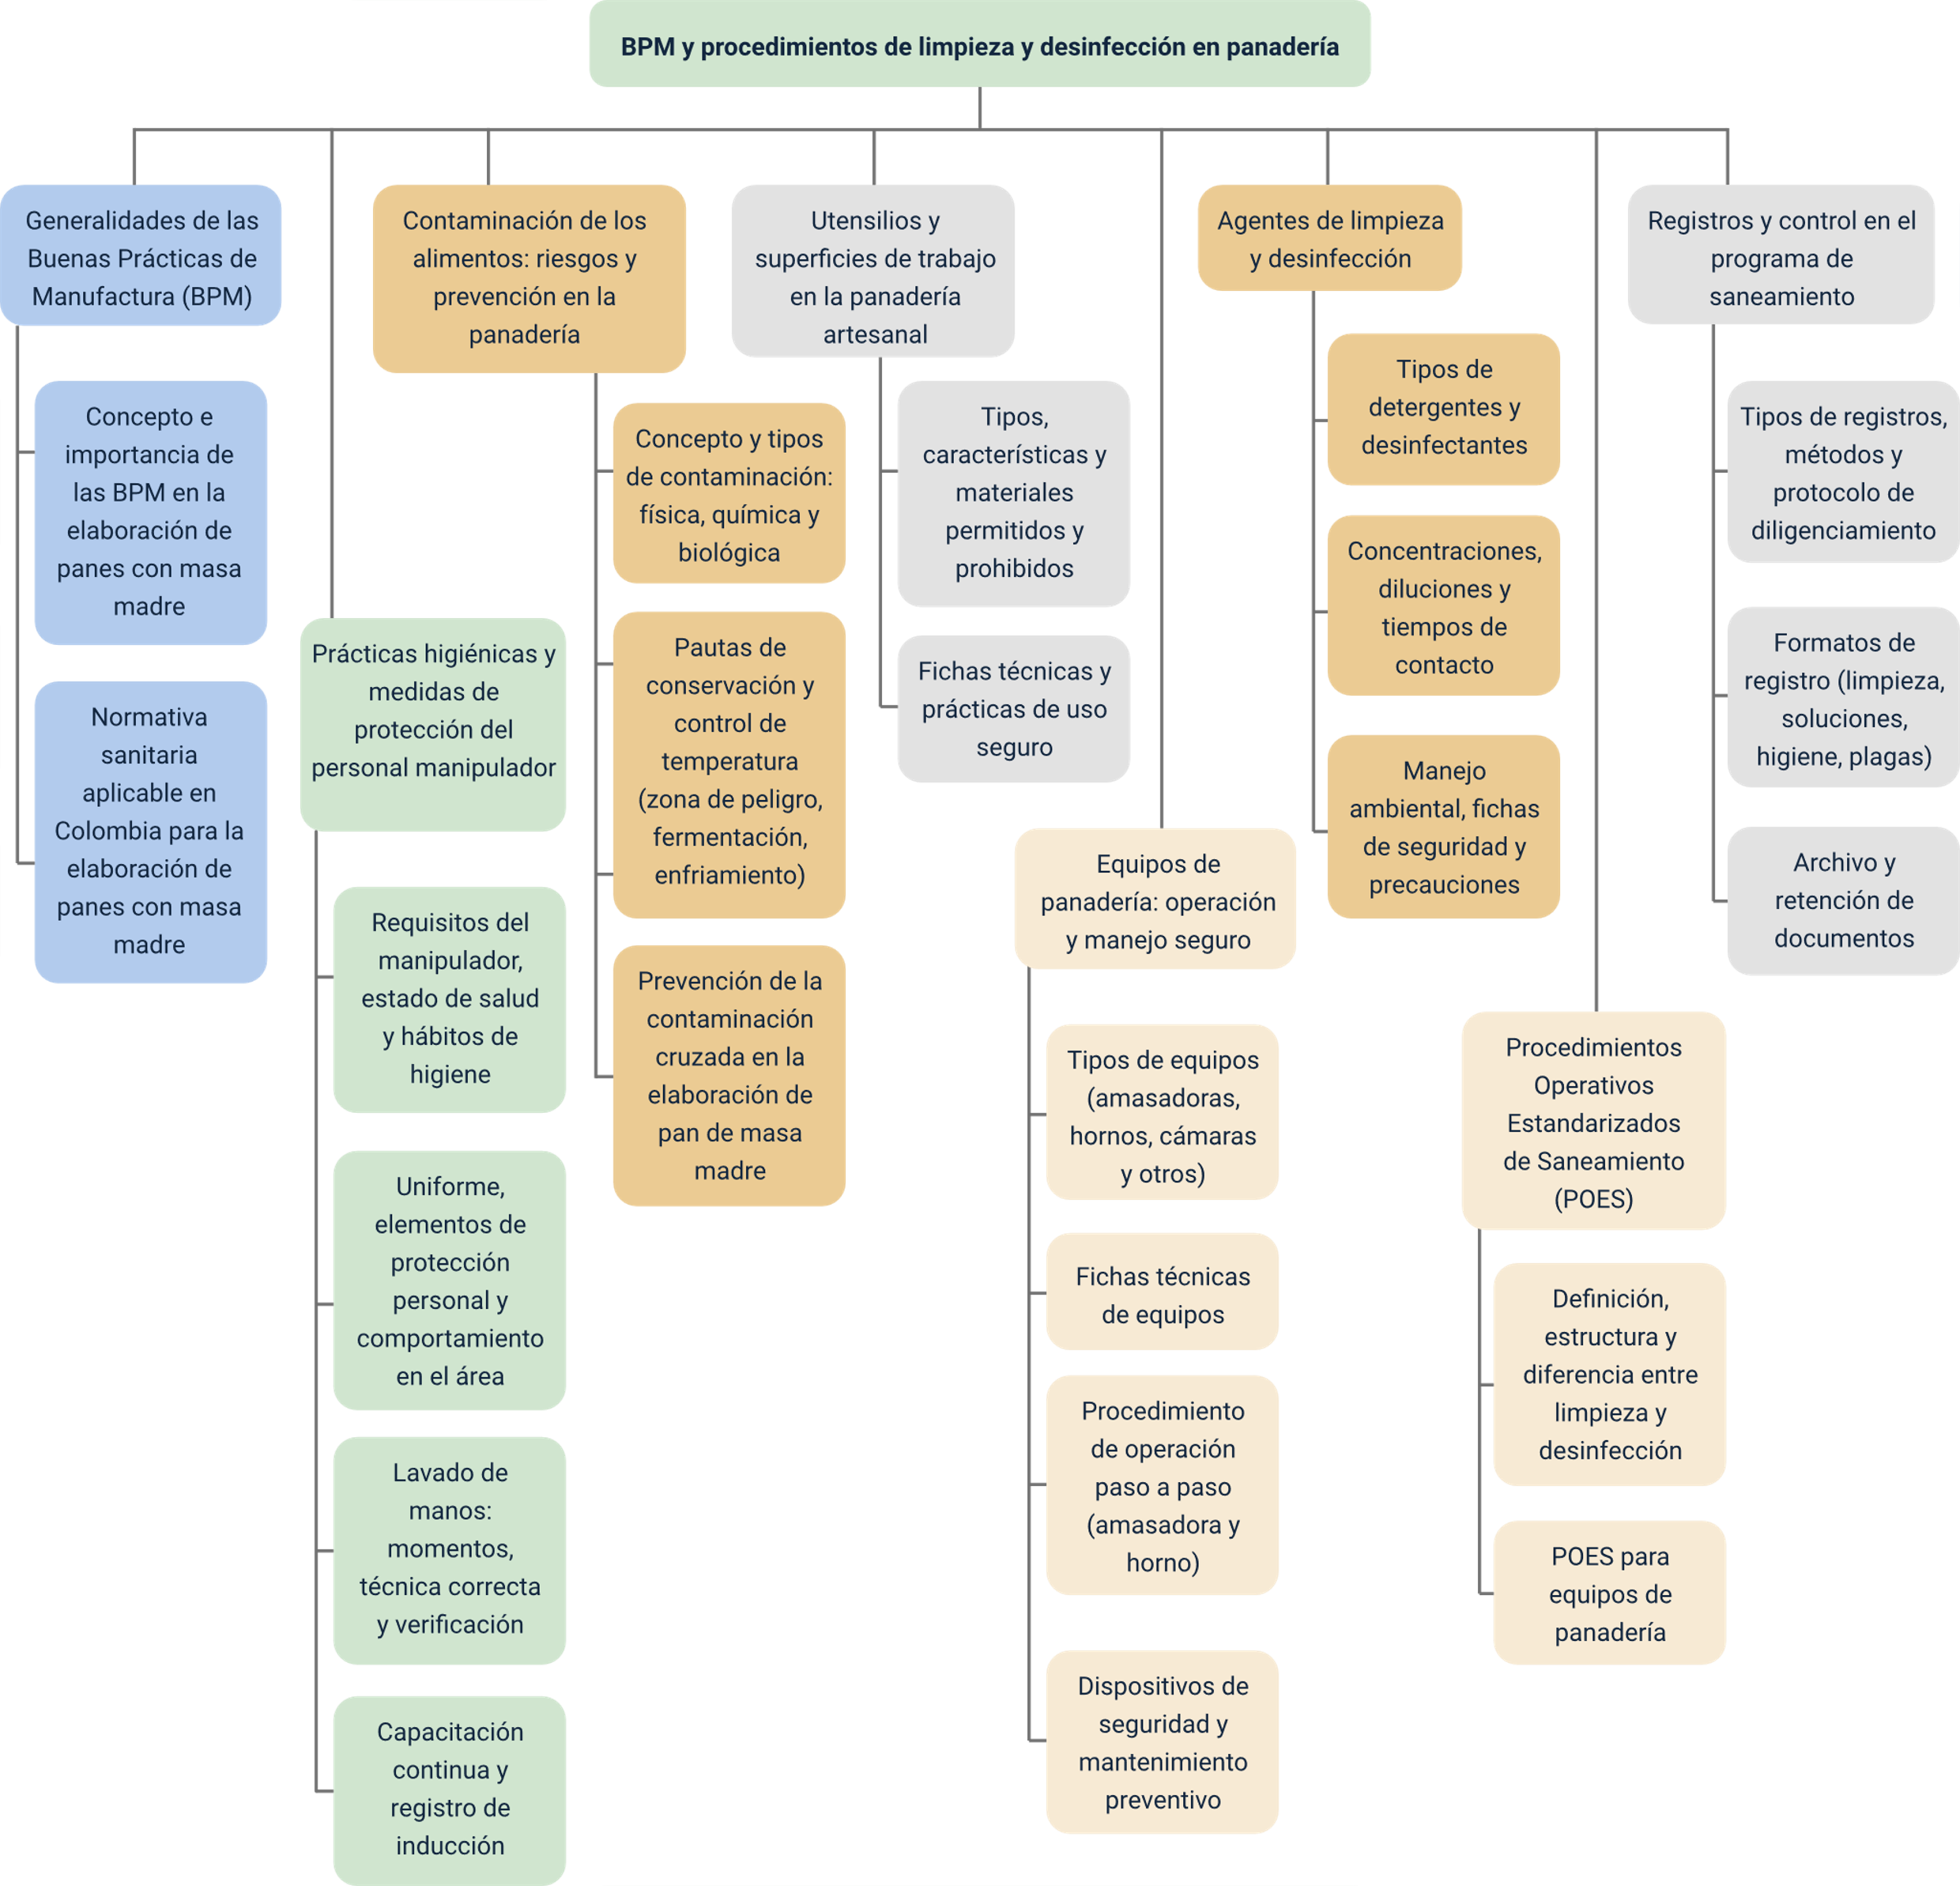 BPM y procedimientos de limpieza y desinfección en panadería
Generalidades de las
Buenas Prácticas de
Manufactura (BPM)
Concepto e
importancia de
las BPM en la
elaboración de
panes con masa
madre
Normativa
sanitaria
aplicable en
Colombia para la
elaboración de
panes con masa
madre
Prácticas higiénicas y
medidas de
protección del
personal manipulador
Requisitos del
manipulador,
estado de salud
y hábitos de
higiene
Uniforme,
elementos de
protección
personal y
comportamiento
en el área
Lavado de
manos:
momentos,
técnica correcta
y verificación
Capacitación
continua y
registro de
inducción
Contaminación de los
alimentos: riesgos y
prevención en la
panadería
Concepto y tipos
de contaminación:
física, química y
biológica
Pautas de
conservación y
control de
temperatura
(zona de peligro,
fermentación,
enfriamiento)
Prevención de la
contaminación
cruzada en la
elaboración de
pan de masa
madre
Utensilios y
superficies de trabajo
en la panadería
artesanal
Tipos,
características y
materiales
permitidos y
prohibidos
Fichas técnicas y
prácticas de uso
seguro
Equipos de
panadería: operación
y manejo seguro
Tipos de equipos
(amasadoras,
hornos, cámaras
y otros)
Fichas técnicas
de equipos
Procedimiento
de operación
paso a paso
(amasadora y
horno)
Dispositivos de
seguridad y
mantenimiento
preventivo
Agentes de limpieza
y desinfección
Tipos de
detergentes y
desinfectantes
Concentraciones,
diluciones y
tiempos de
contacto
Manejo
ambiental, fichas
de seguridad y
precauciones
Procedimientos
Operativos
Estandarizados
de Saneamiento
(POES)
Definición,
estructura y
diferencia entre
limpieza y
desinfección
POES para
equipos de
panadería
Registros y control en el
programa de
saneamiento
Tipos de registros,
métodos y
protocolo de
diligenciamiento
Formatos de
registro (limpieza,
soluciones,
higiene, plagas)
Archivo y
retención de
documentos